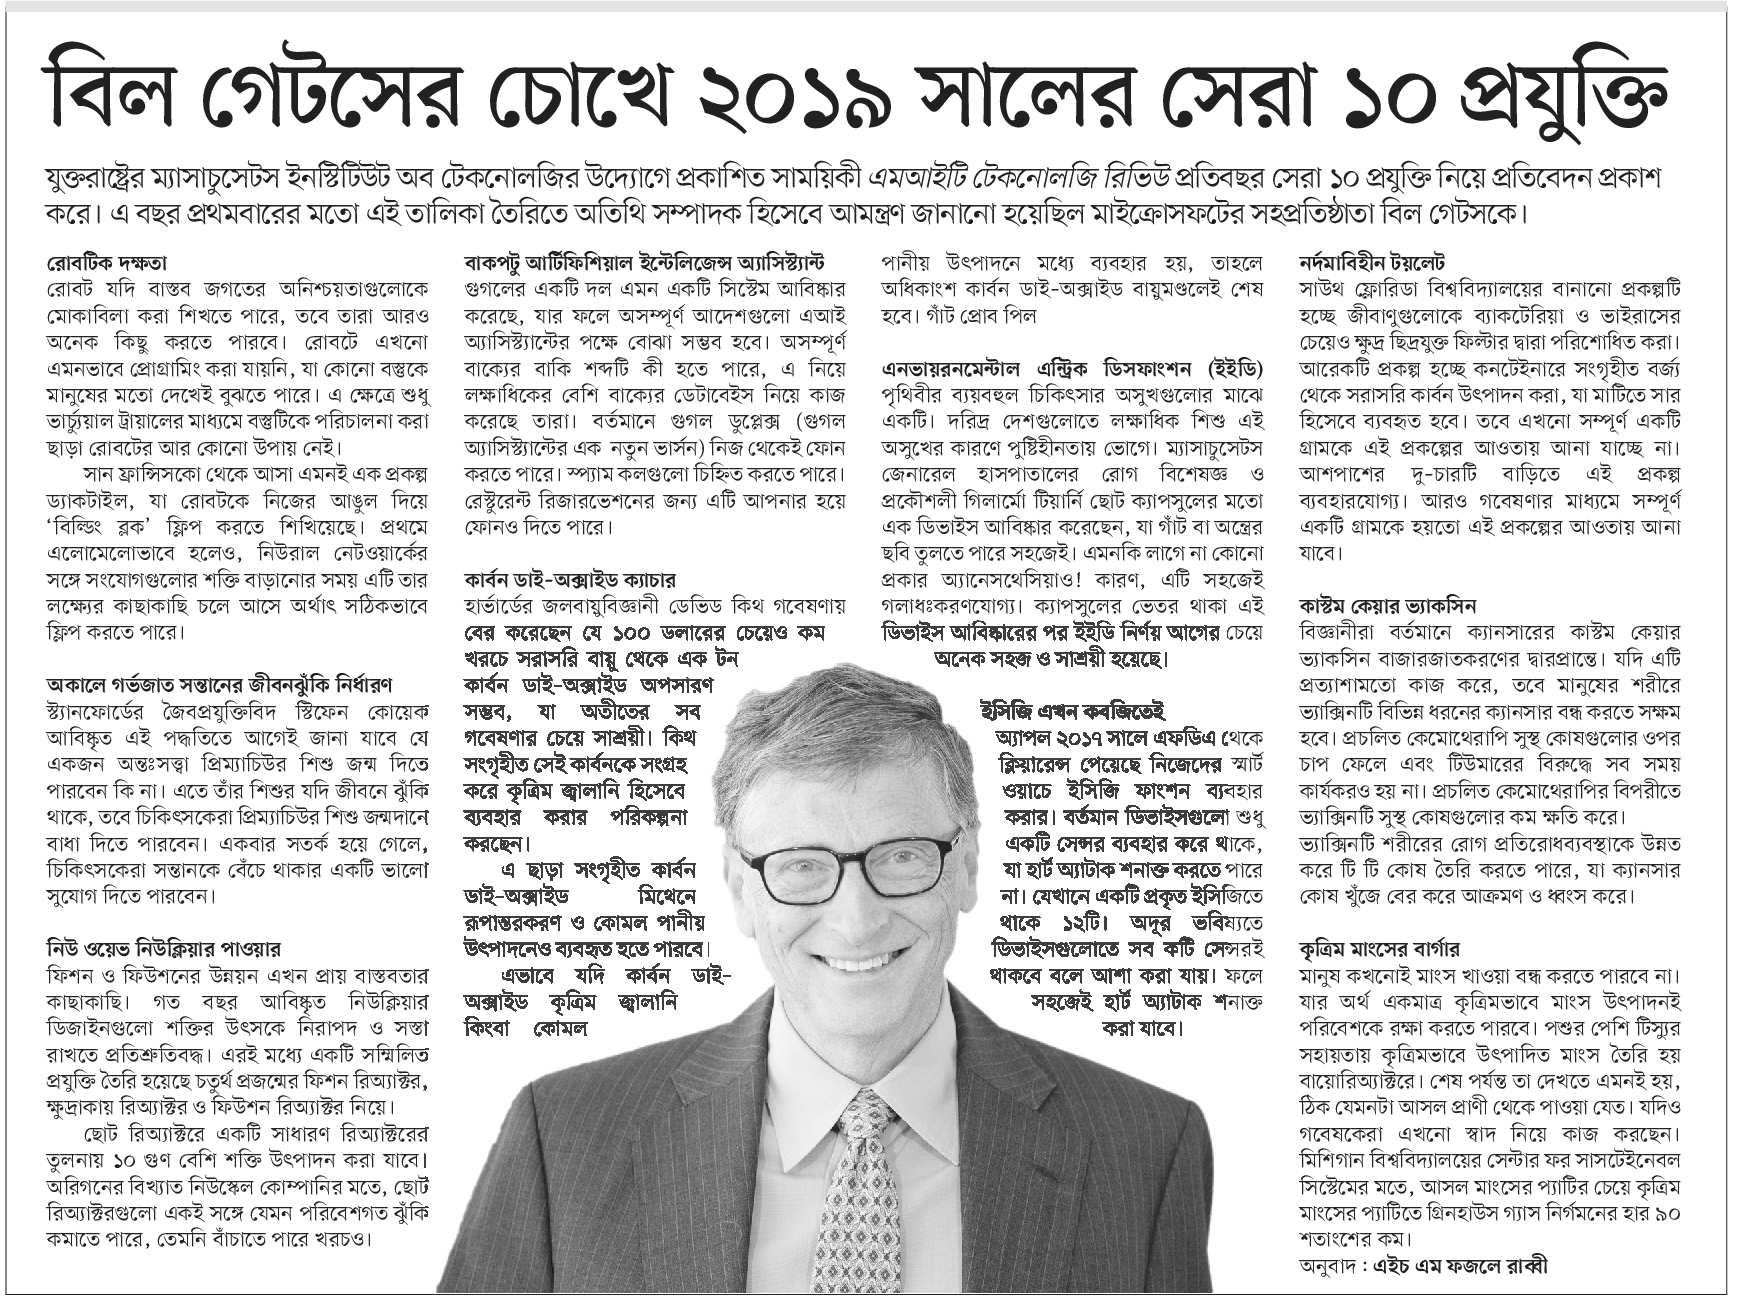 বিল গেটসের চোখে ২০১৯ সালের সেরা ১০ প্রযুক্তি
যুক্তরাষ্ট্রের ম্যাসাচুসেটস ইনস্টিটিউট অব টেকনোলজির উদ্যোগে প্রকাশিত সাময়িকী এমআইটি টেকনোলজি রিভিউ প্রতিবছর সেরা ১০ প্রযুক্তি নিয়ে প্রতিবেদন প্রকাশ
করে। এ বছর প্রথমবারের মতো এই তালিকা তৈরিতে অতিথি সম্পাদক হিসেবে আমন্ত্রণ জানানো হয়েছিল মাইক্রোসফটের সহপ্রতিষ্ঠাতা বিল গেটসকে।
রোবটিক দক্ষতা
রোবট যদি বাস্তব জগতের অনিশ্চয়তাগুলোকে
মোকাবিলা করা শিখতে পারে, তবে তারা আরও
অনেক কিছু করতে পারবে। রোবটে এখনো
এমনভাবে প্রোগ্রামিং করা যায়নি, যা কোনো বস্তুকে
মানুষের মতো দেখেই বুঝতে পারে। এ ক্ষেত্রে শুধু
ভার্চ্যুয়াল ট্রায়ালের মাধ্যমে বস্তুটিকে পরিচালনা করা
ছাড়া রোবটের আর কোনো উপায় নেই।
সান ফ্রান্সিসকো থেকে আসা এমনই এক প্রকল্প
ড্যাকটাইল, যা রোবটকে নিজের আঙুল দিয়ে
‘বিল্ডিং ব্লক’ ফ্লিপ করতে শিখিয়েছে। প্রথমে
এলোমেলোভাবে হলেও, নিউরাল নেটওয়ার্কের
সঙ্গে সংযোগগুলোর শক্তি বাড়ানোর সময় এটি তার
লক্ষ্যের কাছাকাছি চলে আসে অর্থাৎ সঠিকভাবে
ফ্লিপ করতে পারে।
অকালে গর্ভজাত সন্তানের জীবনঝুঁকি নির্ধারণ
স্ট্যানফোর্ডের জৈবপ্রযুক্তিবিদ স্টিফেন কোয়েক
আবিষ্কৃত এই পদ্ধতিতে আগেই জানা যাবে যে
একজন অন্তঃসত্ত্বা প্রিম্যাচিউর শিশু জন্ম দিতে
পারবেন কি না। এতে তাঁর শিশুর যদি জীবনে ঝুঁকি
থাকে, তবে চিকিৎসকেরা প্রিম্যাচিউর শিশু জন্মদানে
বাধা দিতে পারবেন। একবার সতর্ক হয়ে গেলে,
চিকিৎসকেরা সন্তানকে বেঁচে থাকার একটি ভালো
সুযোগ দিতে পারবেন।
নিউ ওয়েভ নিউক্লিয়ার পাওয়ার
ফিশন ও ফিউশনের উন্নয়ন এখন প্রায় বাস্তবতার
কাছাকাছি। গত বছর আবিষ্কৃত নিউক্লিয়ার
ডিজাইনগুলো শক্তির উৎসকে নিরাপদ ও সস্তা
রাখতে প্রতিশ্রুতিবদ্ধ। এরই মধ্যে একটি সম্মিলিত
প্রযুক্তি তৈরি হয়েছে চতুর্থ প্রজন্মের ফিশন রিঅ্যাক্টর,
ক্ষুদ্রাকায় রিঅ্যাক্টর ও ফিউশন রিঅ্যাক্টর নিয়ে।
ছোট রিঅ্যাক্টরে একটি সাধারণ রিঅ্যাক্টরের
তুলনায় ১০ গুণ বেশি শক্তি উৎপাদন করা যাবে।
অরিগনের বিখ্যাত নিউস্কেল কোম্পানির মতে, ছোট
রিঅ্যাক্টরগুলো একই সঙ্গে যেমন পরিবেশগত ঝুঁকি
কমাতে পারে, তেমনি বাঁচাতে পারে খরচও।
বাকপটু আর্টিফিশিয়াল ইন্টেলিজেন্স অ্যাসিস্ট্যান্ট
গুগলের একটি দল এমন একটি সিস্টেম আবিষ্কার
করেছে, যার ফলে অসম্পূর্ণ আদেশগুলো এআই
অ্যাসিস্ট্যান্টের পক্ষে বোঝা সম্ভব হবে। অসম্পূর্ণ
বাক্যের বাকি শব্দটি কী হতে পারে, এ নিয়ে
লক্ষাধিকের বেশি বাক্যের ডেটাবেইস নিয়ে কাজ
করেছে তারা। বর্তমানে গুগল ডুপ্লেক্স (গুগল
অ্যাসিস্ট্যান্টের এক নতুন ভার্সন) নিজ থেকেই ফোন
করতে পারে। স্প্যাম কলগুলো চিহ্নিত করতে পারে।
রেস্টুরেন্ট রিজারভেশনের জন্য এটি আপনার হয়ে
ফোনও দিতে পারে।
কার্বন ডাই-অক্সাইড ক্যাচার
হার্ভার্ডের জলবায়ুবিজ্ঞানী ডেভিড কিথ গবেষণায়
বের করেছেন যে ১০০ ডলারের চেয়েও কম
খরচে সরাসরি বায়ু থেকে এক টন
কার্বন ডাই-অক্সাইড অপসারণ
সম্ভব, যা অতীতের সব
গবেষণার চেয়ে সাশ্রয়ী। কিথ
সংগৃহীত সেই কার্বনকে সংগ্রহ
করে কৃত্রিম জ্বালানি হিসেবে
ব্যবহার করার পরিকল্পনা
করছেন।
এ ছাড়া সংগৃহীত কার্বন
ডাই-অক্সাইড মিথেনে
রূপান্তরকরণ ও কোমল পানীয়
উৎপাদনেও ব্যবহৃত হতে পারবে।
এভাবে যদি কার্বন ডাই-
অক্সাইড কৃত্রিম জ্বালানি
কিংবা কোমল
পানীয় উৎপাদনে মধ্যে ব্যবহার হয়, তাহলে
অধিকাংশ কার্বন ডাই-অক্সাইড বায়ুমণ্ডলেই শেষ
হবে। গাঁট প্রোব পিল
এনভায়রনমেন্টাল এন্ট্রিক ডিসফাংশন (ইইডি)
পৃথিবীর ব্যয়বহুল চিকিৎসার অসুখগুলোর মাঝে
একটি। দরিদ্র দেশগুলোতে লক্ষাধিক শিশু এই
অসুখের কারণে পুষ্টিহীনতায় ভোগে। ম্যাসাচুসেটস
জেনারেল হাসপাতালের রোগ বিশেষজ্ঞ ও
প্রকৌশলী গিলার্মো টিয়ার্নি ছোট ক্যাপসুলের মতো
এক ডিভাইস আবিষ্কার করেছেন, যা গাঁট বা অন্ত্রের
ছবি তুলতে পারে সহজেই। এমনকি লাগে না কোনো
প্রকার অ্যানেসথেসিয়াও! কারণ, এটি সহজেই
গলাধঃকরণযোগ্য। ক্যাপসুলের ভেতর থাকা এই
ডিভাইস আবিষ্কারের পর ইইডি নির্ণয় আগের চেয়ে
অনেক সহজ ও সাশ্রয়ী হয়েছে।
ইসিজি এখন কবজিতেই
অ্যাপল ২০১৭ সালে এফডিএ থেকে
ক্লিয়ারেন্স পেয়েছে নিজেদের স্মার্ট
ওয়াচে ইসিজি ফাংশন ব্যবহার
করার। বর্তমান ডিভাইসগুলো শুধু
একটি সেন্সর ব্যবহার করে থাকে,
যা হার্ট অ্যাটাক শনাক্ত করতে পারে
না। যেখানে একটি প্রকৃত ইসিজিতে
থাকে ১২টি। অদূর ভবিষ্যতে
ডিভাইসগুলোতে সব কটি সেন্সরই
থাকবে বলে আশা করা যায়। ফলে
সহজেই হার্ট অ্যাটাক শনাক্ত
করা যাবে।
নর্দমাবিহীন টয়লেট
সাউথ ফ্লোরিডা বিশ্ববিদ্যালয়ের বানানো প্রকল্পটি
হচ্ছে জীবাণুগুলোকে ব্যাকটেরিয়া ও ভাইরাসের
চেয়েও ক্ষুদ্র ছিদ্রযুক্ত ফিল্টার দ্বারা পরিশোধিত করা।
আরেকটি প্রকল্প হচ্ছে কনটেইনারে সংগৃহীত বর্জ্য
থেকে সরাসরি কার্বন উৎপাদন করা, যা মাটিতে সার
হিসেবে ব্যবহৃত হবে। তবে এখনো সম্পূর্ণ একটি
গ্রামকে এই প্রকল্পের আওতায় আনা যাচ্ছে না।
আশপাশের দু-চারটি বাড়িতে এই প্রকল্প
ব্যবহারযোগ্য। আরও গবেষণার মাধ্যমে সম্পূর্ণ
একটি গ্রামকে হয়তো এই প্রকল্পের আওতায় আনা
যাবে।
কাস্টম কেয়ার ভ্যাকসিন
বিজ্ঞানীরা বর্তমানে ক্যানসারের কাস্টম কেয়ার
ভ্যাকসিন বাজারজাতকরণের দ্বারপ্রান্তে। যদি এটি
প্রত্যাশামতো কাজ করে, তবে মানুষের শরীরে
ভ্যাক্সিনটি বিভিন্ন ধরনের ক্যানসার বন্ধ করতে সক্ষম
হবে। প্রচলিত কেমোথেরাপি সুস্থ কোষগুলোর ওপর
চাপ ফেলে এবং টিউমারের বিরুদ্ধে সব সময়
কার্যকরও হয় না। প্রচলিত কেমোথেরাপির বিপরীতে
ভ্যাক্সিনটি সুস্থ কোষগুলোর কম ক্ষতি করে।
ভ্যাক্সিনটি শরীরের রোগ প্রতিরোধব্যবস্থাকে উন্নত
করে টি টি কোষ তৈরি করতে পারে, যা ক্যানসার
কোষ খুঁজে বের করে আক্রমণ ও ধ্বংস করে।
কৃত্রিম মাংসের বার্গার
মানুষ কখনোই মাংস খাওয়া বন্ধ করতে পারবে না।
যার অর্থ একমাত্র কৃত্রিমভাবে মাংস উৎপাদনই
পরিবেশকে রক্ষা করতে পারবে। পশুর পেশি টিস্যুর
সহায়তায় কৃত্রিমভাবে উৎপাদিত মাংস তৈরি হয়
বায়োরিঅ্যাক্টরে। শেষ পর্যন্ত তা দেখতে এমনই হয়,
ঠিক যেমনটা আসল প্রাণী থেকে পাওয়া যেত। যদিও
গবেষকেরা এখনো স্বাদ নিয়ে কাজ করছেন।
মিশিগান বিশ্ববিদ্যালয়ের সেন্টার ফর সাসটেইনেবল
সিস্টেমের মতে, আসল মাংসের প্যাটির চেয়ে কৃত্রিম
মাংসের প্যাটিতে গ্রিনহাউস গ্যাস নির্গমনের হার ৯০
শতাংশের কম।
অনুবাদ : এইচ এম ফজলে রাব্বী